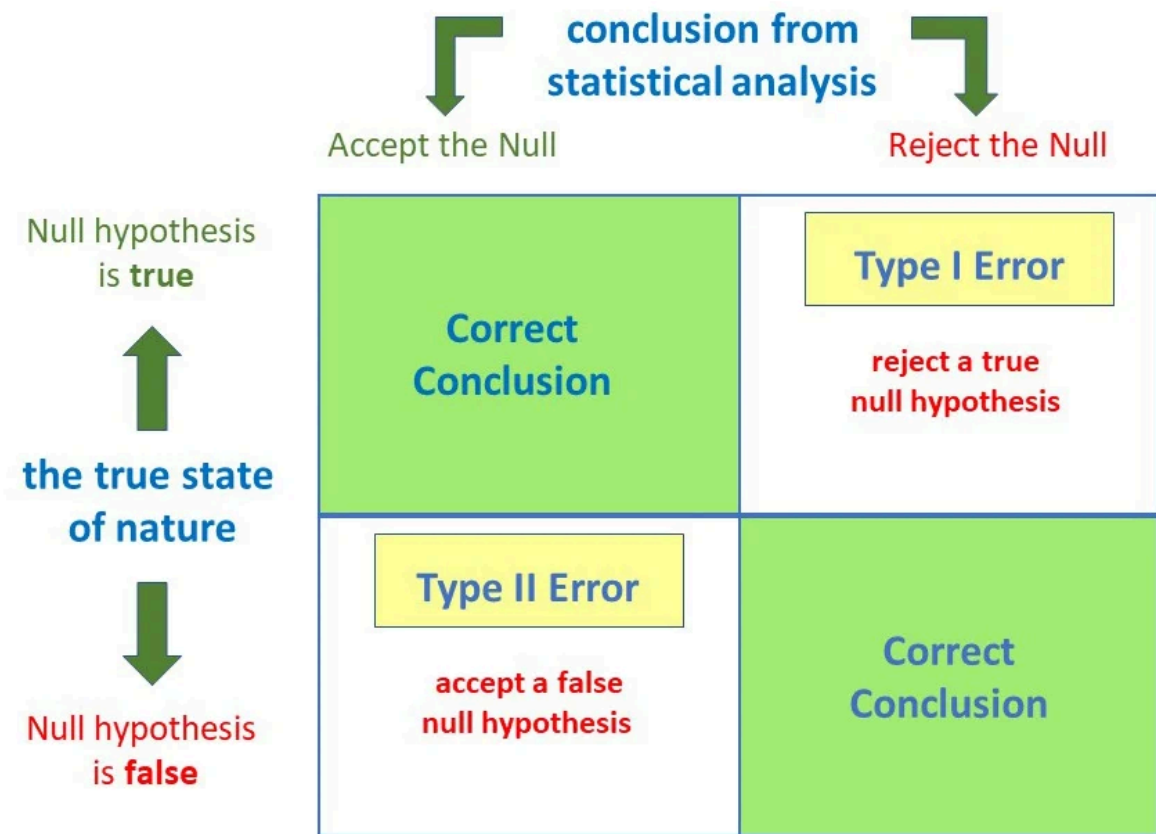 conclusion from
statistical analysis
Accept the Null
Reject the Null
Null hypothesis
is true
Correct
Conclusion
Type I Error
reject a true
null hypothesis
the true state
of nature
Type II Error
accept a false
null hypothesis
Correct
Conclusion
Null hypothesis
is false